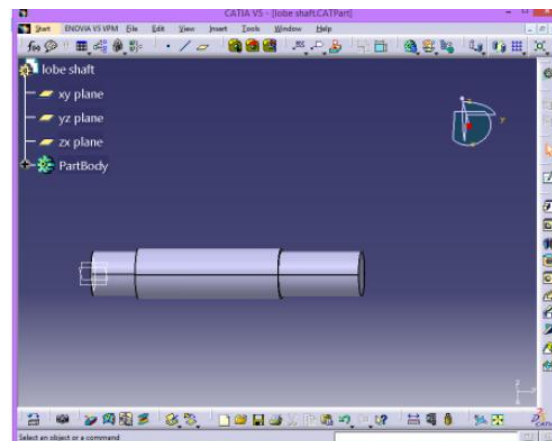 CATIA V5 - [lobe shaft.CATPart]
Start ENOVIA V5 VPM File Edit View Insert Tools Window Help
lobe shaft
xy plane
yz plane
zx plane
PartBody
Select an object or a command